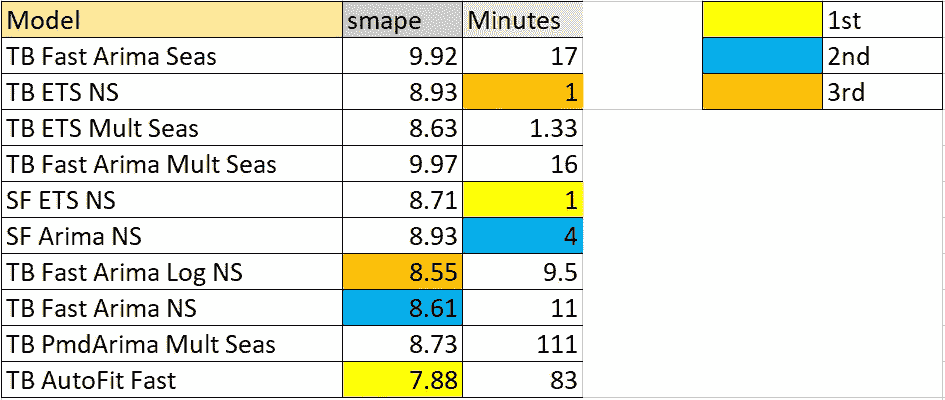 Model smape Minutes 1st
TB Fast Arima Seas 9.92 17 2nd
TB ETS NS 8.93 1 3rd
TB ETS Mult Seas 8.63 1.33
TB Fast Arima Mult Seas 9.97 16
SF ETS NS 8.71 1
SF Arima NS 8.93 4
TB Fast Arima Log NS 8.55 9.5
TB Fast Arima NS 8.61 11
TB PmdArima Mult Seas 8.73 111
TB AutoFit Fast 7.88 83